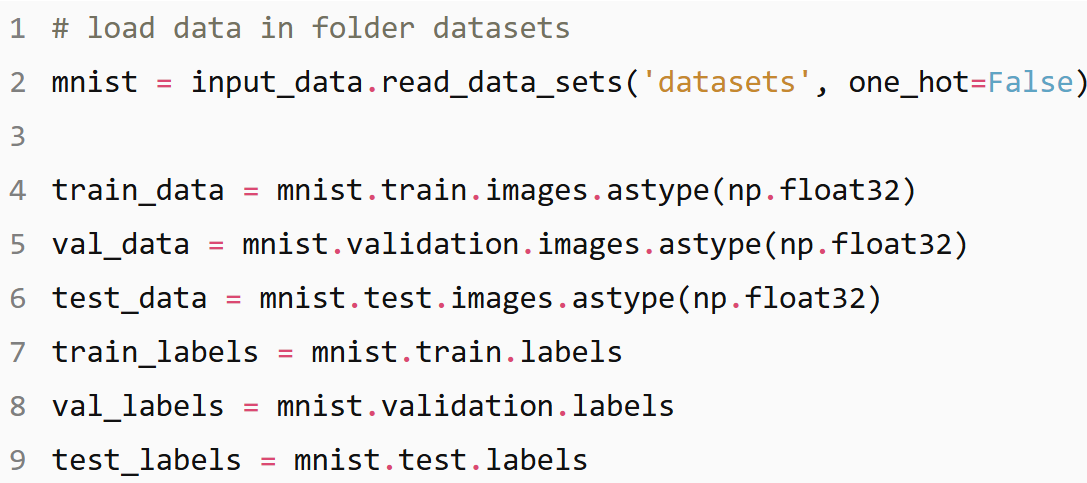 1 # load data in folder datasets
2 mnist = input_data.read_data_sets('datasets', one_hot=False)
3
4 train_data = mnist.train.images.astype(np.float32)
5 val_data = mnist.validation.images.astype(np.float32)
6 test_data = mnist.test.images.astype(np.float32)
7 train_labels = mnist.train.labels
8 val_labels = mnist.validation.labels
9 test_labels = mnist.test.labels